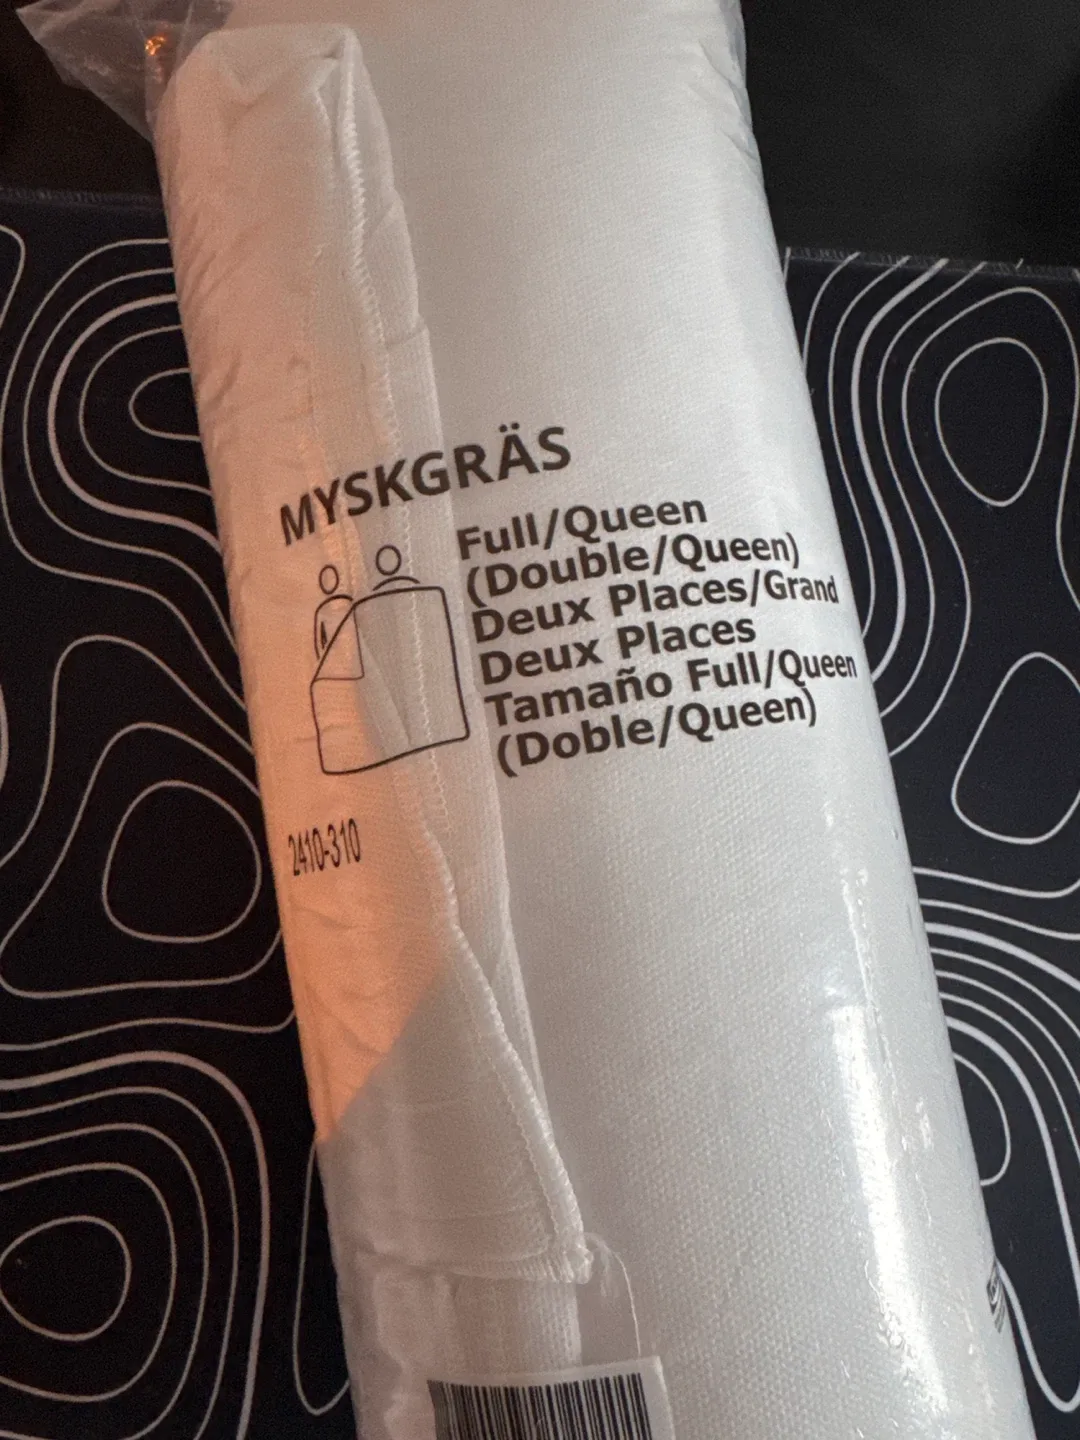 MYSKGRÄS
Full/Queen
(Double/Queen)
Deux Places/Grand
Deux Places
Tamaño Full/Queen
(Doble/Queen)
2410-310